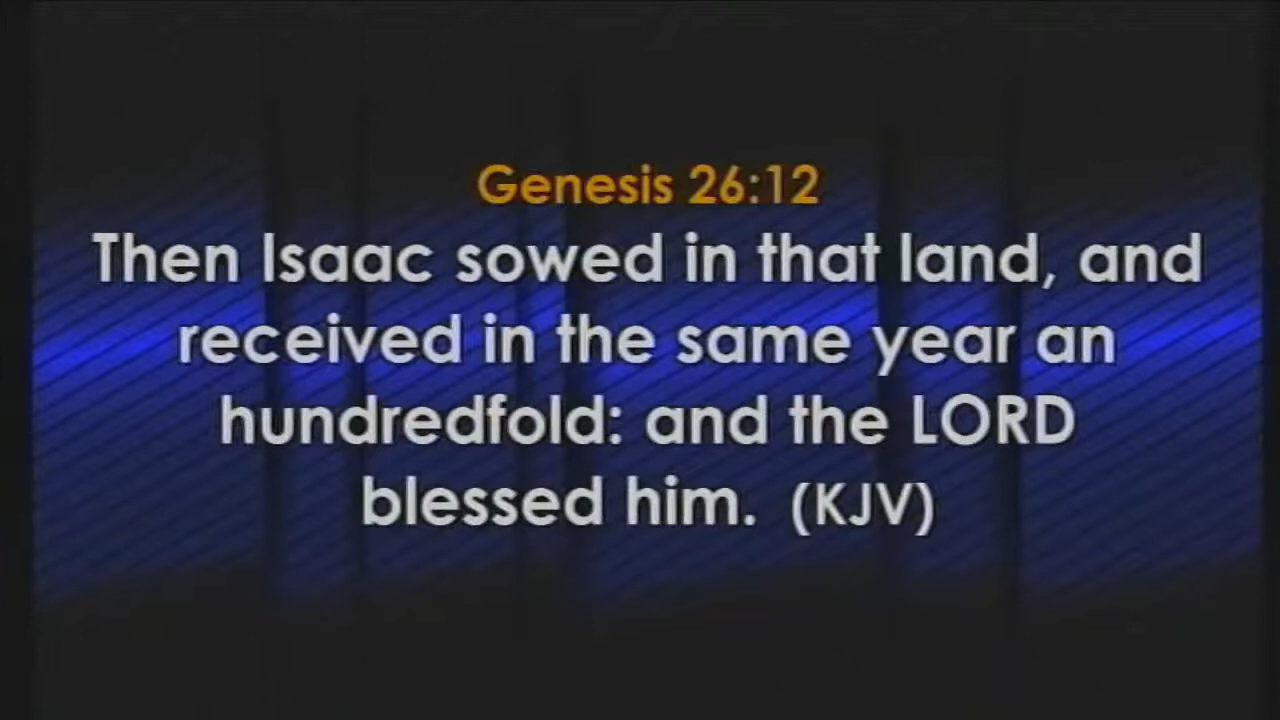 Genesis 26:12
Then Isaac sowed in that land, and
received in the same year an
hundredfold: and the LORD
blessed him. (KJV)